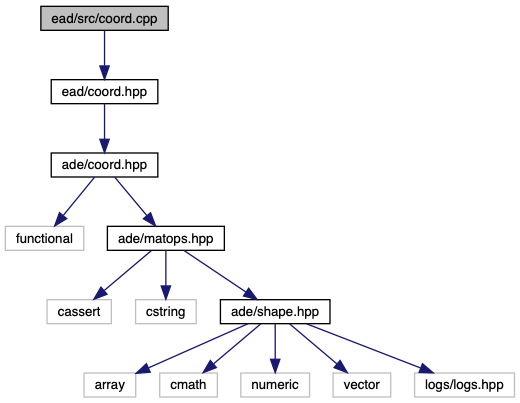 ead/src/coord.cpp
ead/coord.hpp
ade/coord.hpp
functional
ade/matops.hpp
cassert
cstring
ade/shape.hpp
array
cmath
numeric
vector
logs/logs.hpp